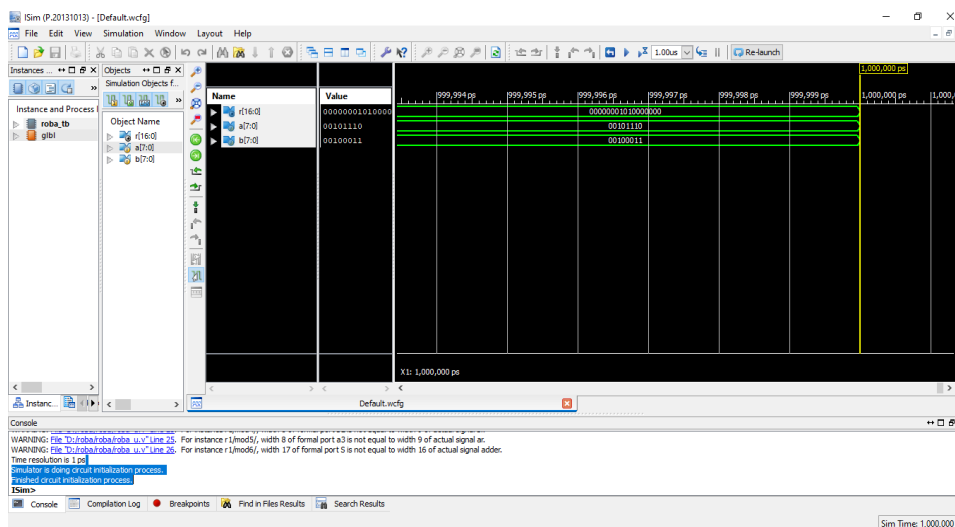 ISim (P.20131013) - [Default.wcfg]
File Edit View Simulation Window Layout Help
1.00us Re-launch
Instances ... Objects
Simulation Objects f...
Instance and Process
roba_tb
glbl
Object Name
r[16:0]
a[7:0]
b[7:0]
Name Value
r[16:0] 00000001010000
a[7:0] 00101110
b[7:0] 00100011
1,000,000 ps
999,994 ps 999,995 ps 999,996 ps 999,997 ps 999,998 ps 999,999 ps 1,000,000 ps 1,000,
00000001010000000
00101110
00100011
X1: 1,000,000 ps
Instanc...
Default.wcfg
Console
WARNING: File "D:/roba/roba/roba_u.v" Line 25. For instance r1/mod5/, width 8 of formal port a3 is not equal to width 9 of actual signal ar.
WARNING: File "D:/roba/roba/roba_u.v" Line 26. For instance r1/mod6/, width 17 of formal port S is not equal to width 16 of actual signal adder.
Time resolution is 1 ps
Simulator is doing circuit initialization process.
Finished circuit initialization process.
ISim>
Console Compilation Log Breakpoints Find in Files Results Search Results
Sim Time: 1,000,000